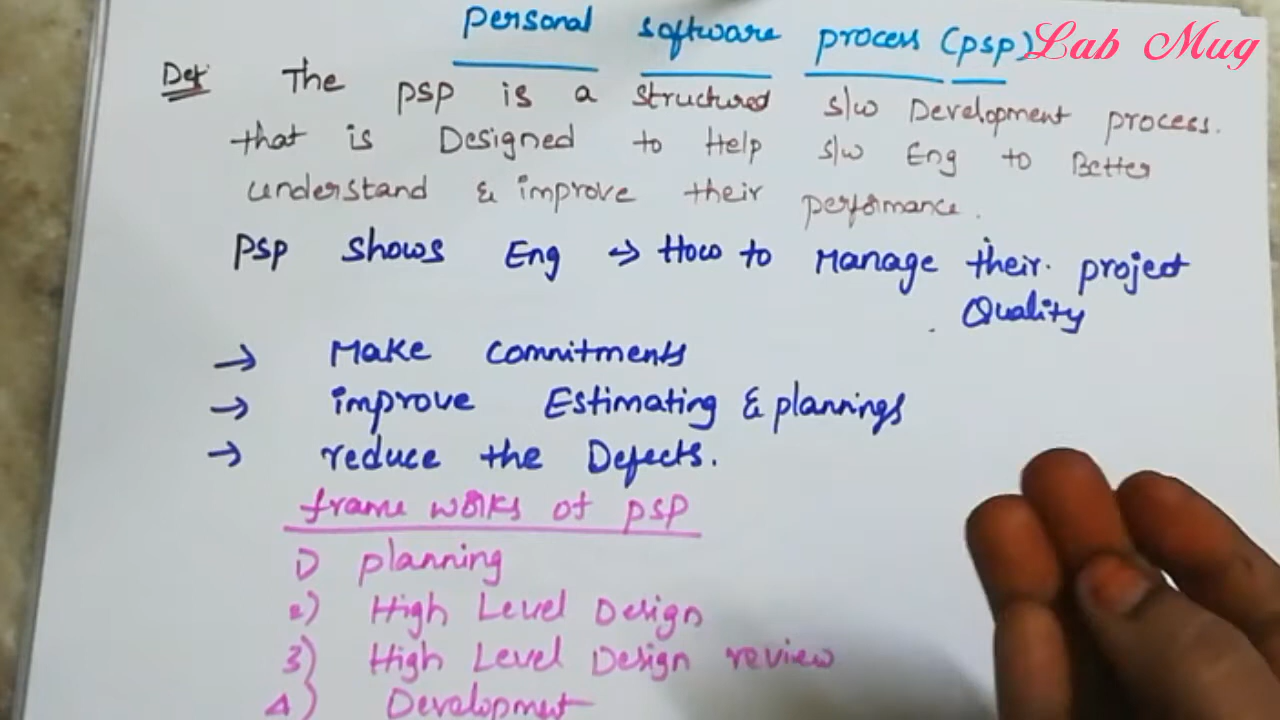 personal software process (psp)
Lab Mug
Def The psp is a structured s/w Development process.
that is Designed to Help s/w Eng to Better
understand & improve their performance.
psp shows Eng → How to Manage their project
Quality
→ Make commitments
→ improve Estimating & plannings
→ reduce the Defects.
frame works of psp
1) planning
2) High Level Design
3) High Level Design review
4) Development